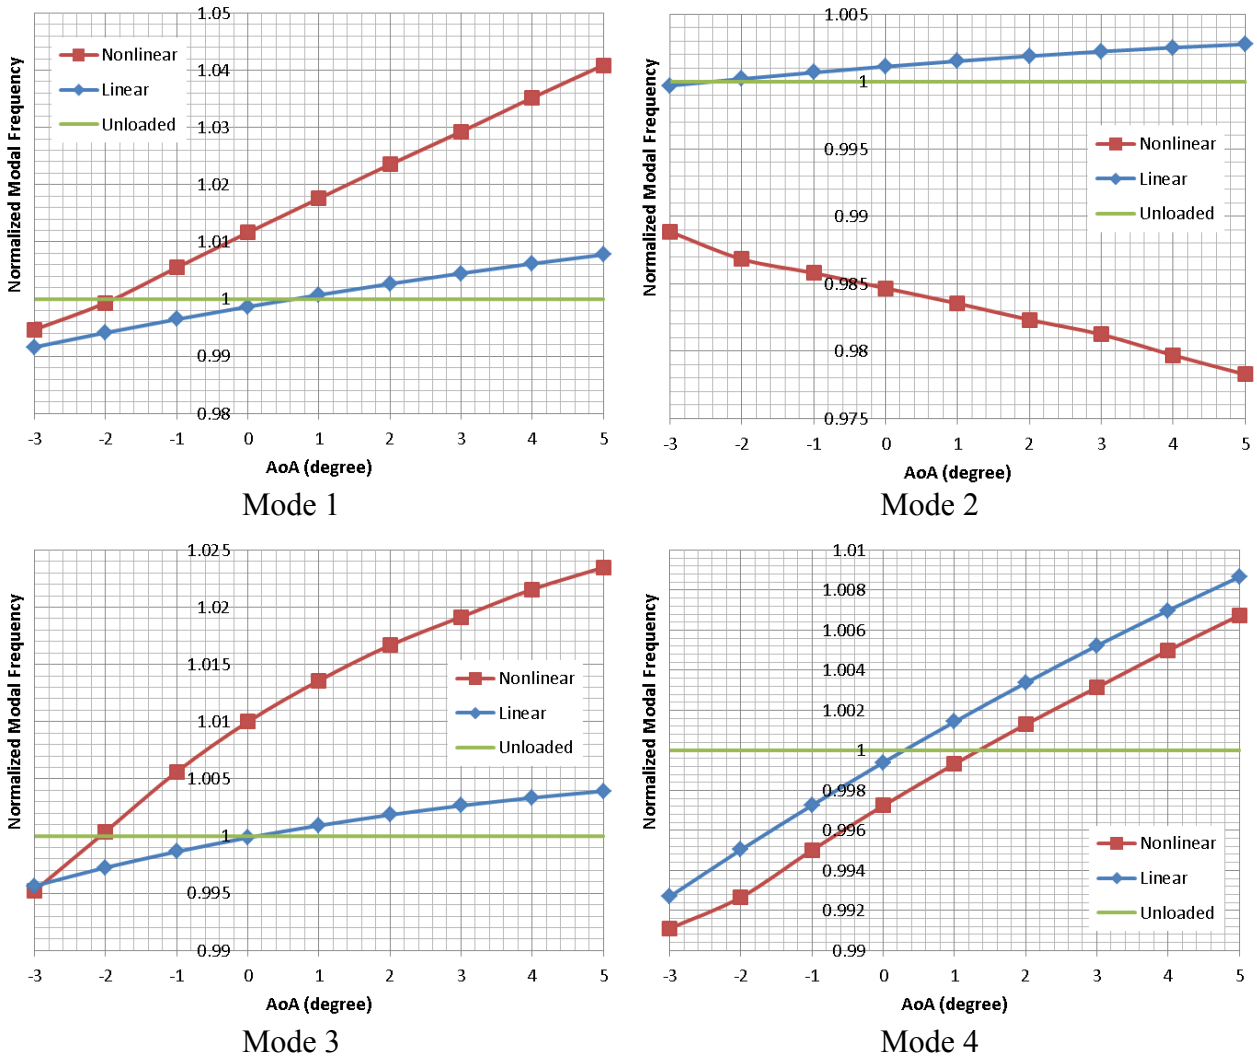 1.05
1.04
1.03
1.02
1.01
1
0.99
0.98
Normalized Modal Frequency
Nonlinear
Linear
Unloaded
-3 -2 -1 0 1 2 3 4 5
AoA (degree)
Mode 1
1.005
1
0.995
0.99
0.985
0.98
0.975
Normalized Modal Frequency
Nonlinear
Linear
Unloaded
-3 -2 -1 0 1 2 3 4 5
AoA (degree)
Mode 2
1.025
1.02
1.015
1.01
1.005
1
0.995
0.99
Normalized Modal Frequency
Nonlinear
Linear
Unloaded
-3 -2 -1 0 1 2 3 4 5
AoA (degree)
Mode 3
1.01
1.008
1.006
1.004
1.002
1
0.998
0.996
0.994
0.992
0.99
Normalized Modal Frequency
Nonlinear
Linear
Unloaded
-3 -2 -1 0 1 2 3 4 5
AoA (degree)
Mode 4